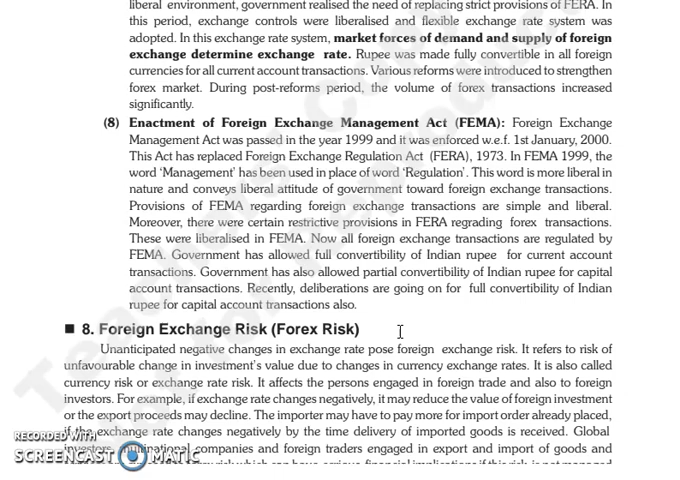 liberal environment, government realised the need of replacing strict provisions of FERA. In
this period, exchange controls were liberalised and flexible exchange rate system was
adopted. In this exchange rate system, market forces of demand and supply of foreign
exchange determine exchange rate. Rupee was made fully convertible in all foreign
currencies for all current account transactions. Various reforms were introduced to strengthen
forex market. During post-reforms period, the volume of forex transactions increased
significantly.
(8) Enactment of Foreign Exchange Management Act (FEMA): Foreign Exchange
Management Act was passed in the year 1999 and it was enforced w.e.f. 1st January, 2000.
This Act has replaced Foreign Exchange Regulation Act (FERA), 1973. In FEMA 1999, the
word 'Management' has been used in place of word 'Regulation'. This word is more liberal in
nature and conveys liberal attitude of government toward foreign exchange transactions.
Provisions of FEMA regarding foreign exchange transactions are simple and liberal.
Moreover, there were certain restrictive provisions in FERA regrading forex transactions.
These were liberalised in FEMA. Now all foreign exchange transactions are regulated by
FEMA. Government has allowed full convertibility of Indian rupee for current account
transactions. Government has also allowed partial convertibility of Indian rupee for capital
account transactions. Recently, deliberations are going on for full convertibility of Indian
rupee for capital account transactions also.
■ 8. Foreign Exchange Risk (Forex Risk)
Unanticipated negative changes in exchange rate pose foreign exchange risk. It refers to risk of
unfavourable change in investment's value due to changes in currency exchange rates. It is also called
currency risk or exchange rate risk. It affects the persons engaged in foreign trade and also to foreign
investors. For example, if exchange rate changes negatively, it may reduce the value of foreign investment
or the export proceeds may decline. The importer may have to pay more for import order already placed,
if the exchange rate changes negatively by the time delivery of imported goods is received. Global
investors, multinational companies and foreign traders engaged in export and import of goods and
RECORDED WITH
SCREENCAST MATIC